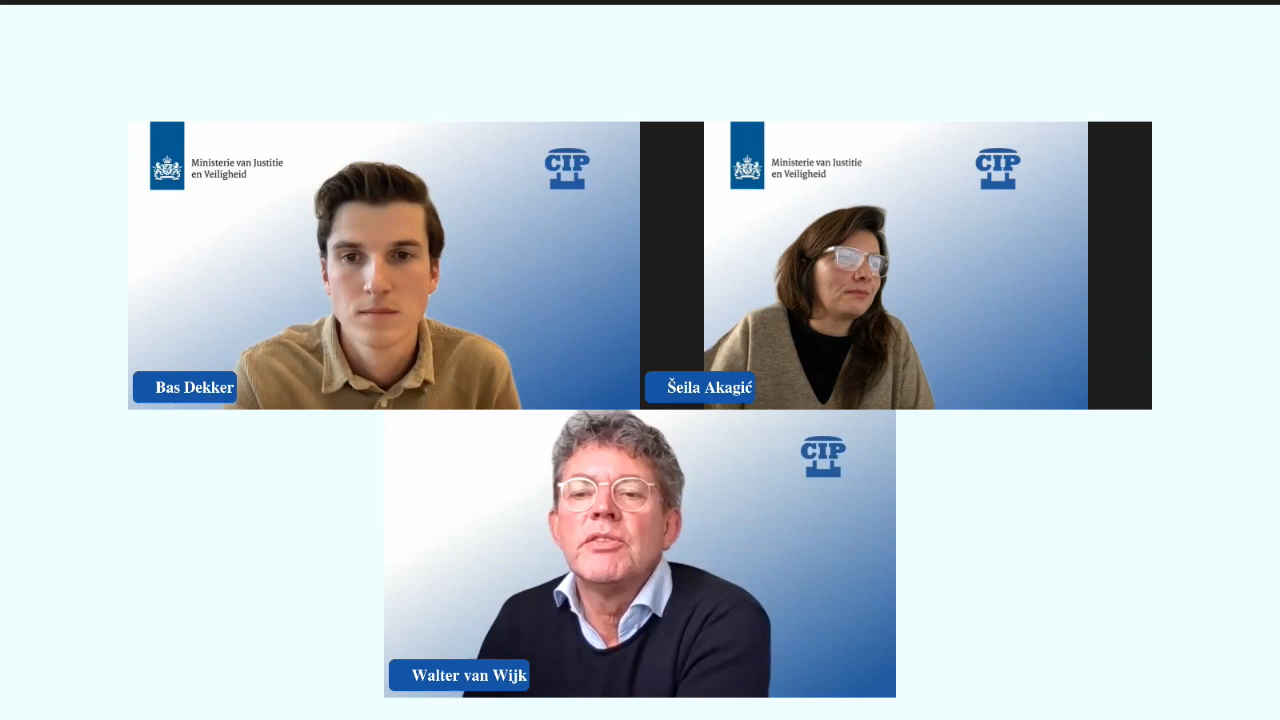 Ministerie van Justitie
en Veiligheid
CIP
Bas Dekker
Ministerie van Justitie
en Veiligheid
CIP
Šeila Akagić
CIP
Walter van Wijk